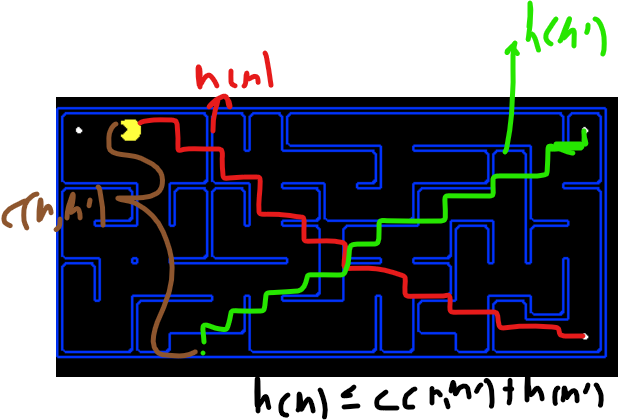 h(n')
h(n)
c(n,n')
h(n) ≤ c(n,n') + h(n')